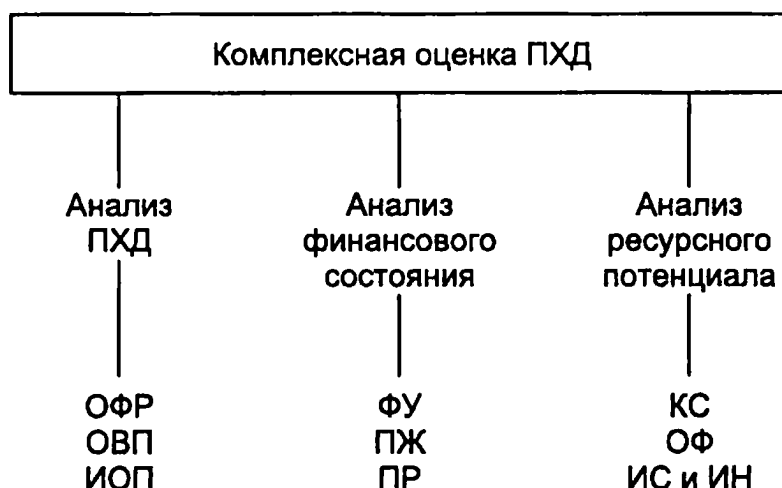 Комплексная оценка ПХД
Анализ
ПХД
Анализ
финансового
состояния
Анализ
ресурсного
потенциала
ОФР
ОВП
ИОП
ФУ
ПЖ
ПР
КС
ОФ
ИС и ИН